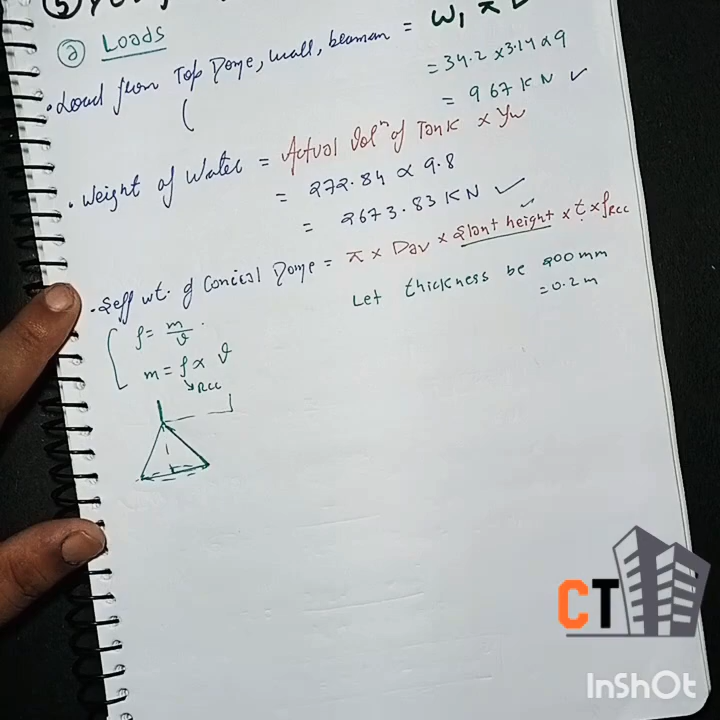 5
a Loads
• Load from Top Dome, wall, beam = W1 π D
= 34.2 x 3.14 x 9
= 967 KN ✓
(
• Weight of Water = Actual Volⁿ of Tank x γw
= 272.84 x 9.8
= 2673.83 KN ✓
• Self wt. of Conical Dome = π x Dav x Slant height x t x ρRCC
Let thickness be 200 mm
= 0.2 m
ρ = m/v
m = ρ x v
RCC
CT
InShOt